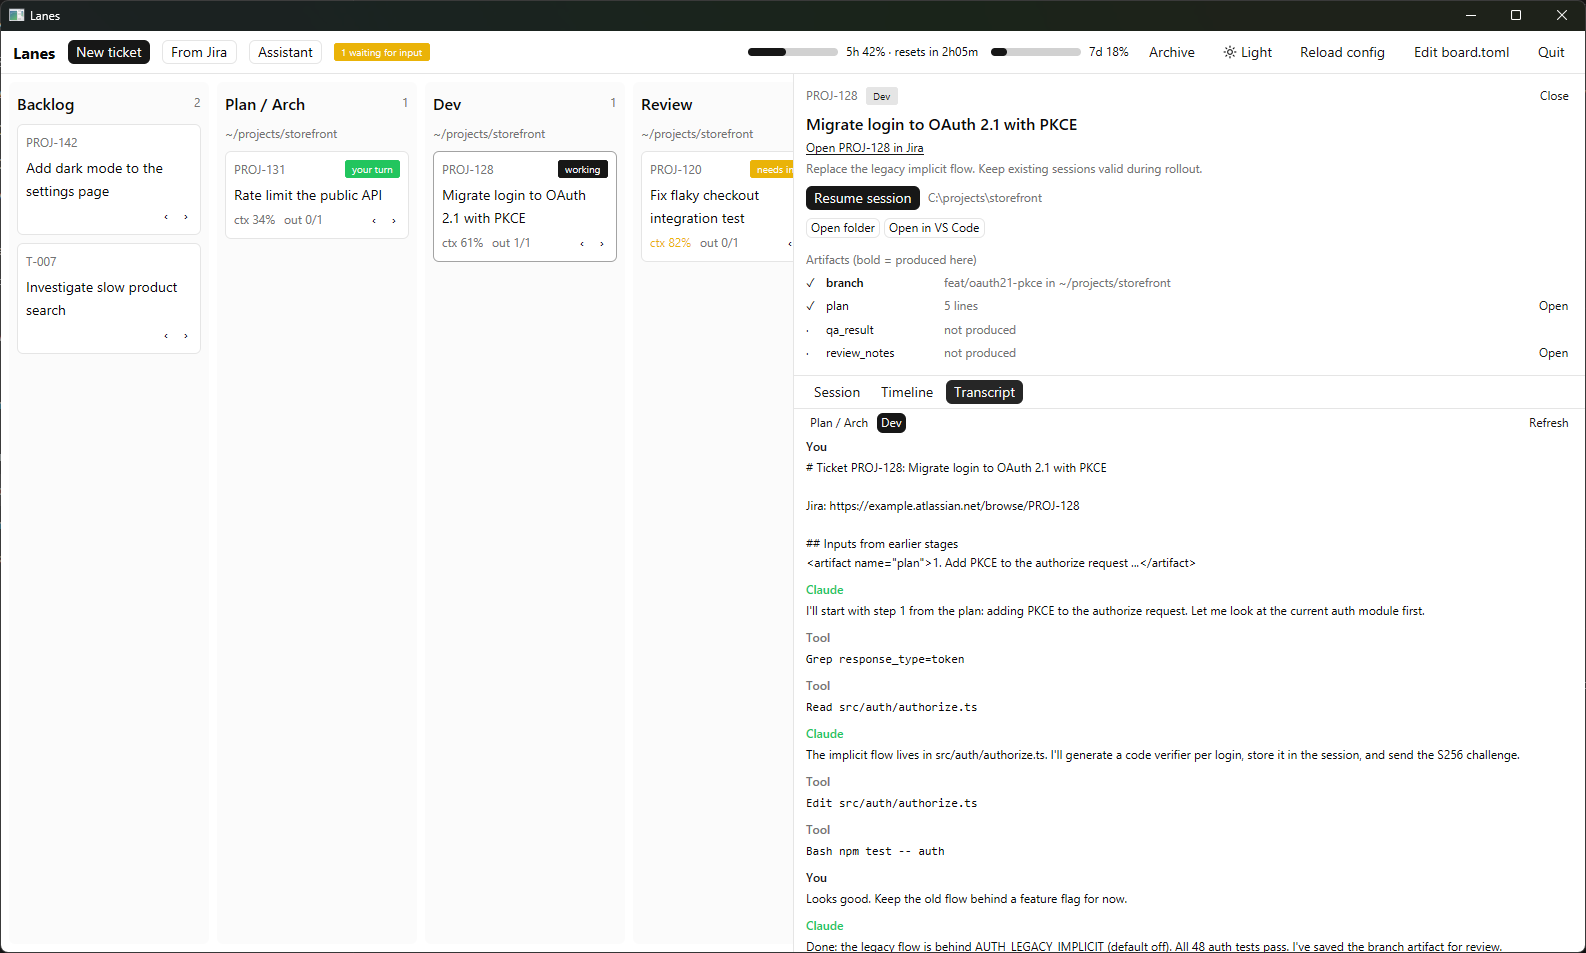 Lanes
Lanes
New ticket
From Jira
Assistant
1 waiting for input
5h 42% · resets in 2h05m
7d 18%
Archive
Light
Reload config
Edit board.toml
Quit
Backlog
2
PROJ-142
Add dark mode to the
settings page
‹ ›
T-007
Investigate slow product
search
‹ ›
Plan / Arch
1
~/projects/storefront
PROJ-131
your turn
Rate limit the public API
ctx 34% out 0/1
‹ ›
Dev
1
~/projects/storefront
PROJ-128
working
Migrate login to OAuth
2.1 with PKCE
ctx 61% out 1/1
‹ ›
Review
~/projects/storefront
PROJ-120
needs in
Fix flaky checkout
integration test
ctx 82% out 0/1
‹
PROJ-128
Dev
Close
Migrate login to OAuth 2.1 with PKCE
Open PROJ-128 in Jira
Replace the legacy implicit flow. Keep existing sessions valid during rollout.
Resume session
C:\projects\storefront
Open folder
Open in VS Code
Artifacts (bold = produced here)
✓ branch feat/oauth21-pkce in ~/projects/storefront
✓ plan 5 lines Open
· qa_result not produced
· review_notes not produced Open
Session
Timeline
Transcript
Plan / Arch
Dev
Refresh
You
# Ticket PROJ-128: Migrate login to OAuth 2.1 with PKCE
Jira: https://example.atlassian.net/browse/PROJ-128
## Inputs from earlier stages
<artifact name="plan">1. Add PKCE to the authorize request ...</artifact>
Claude
I'll start with step 1 from the plan: adding PKCE to the authorize request. Let me look at the current auth module first.
Tool
Grep response_type=token
Tool
Read src/auth/authorize.ts
Claude
The implicit flow lives in src/auth/authorize.ts. I'll generate a code verifier per login, store it in the session, and send the S256 challenge.
Tool
Edit src/auth/authorize.ts
Tool
Bash npm test -- auth
You
Looks good. Keep the old flow behind a feature flag for now.
Claude
Done: the legacy flow is behind AUTH_LEGACY_IMPLICIT (default off). All 48 auth tests pass. I've saved the branch artifact for review.